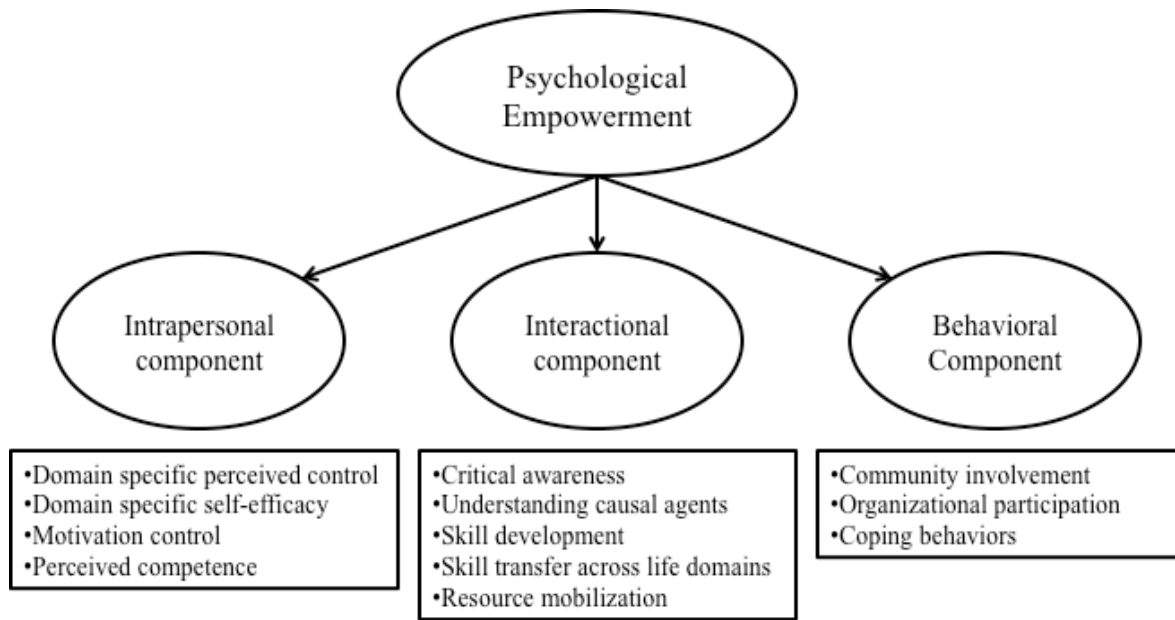 Psychological
Empowerment
Intrapersonal
component
Interactional
component
Behavioral
Component
•Domain specific perceived control
•Domain specific self-efficacy
•Motivation control
•Perceived competence
•Critical awareness
•Understanding causal agents
•Skill development
•Skill transfer across life domains
•Resource mobilization
•Community involvement
•Organizational participation
•Coping behaviors